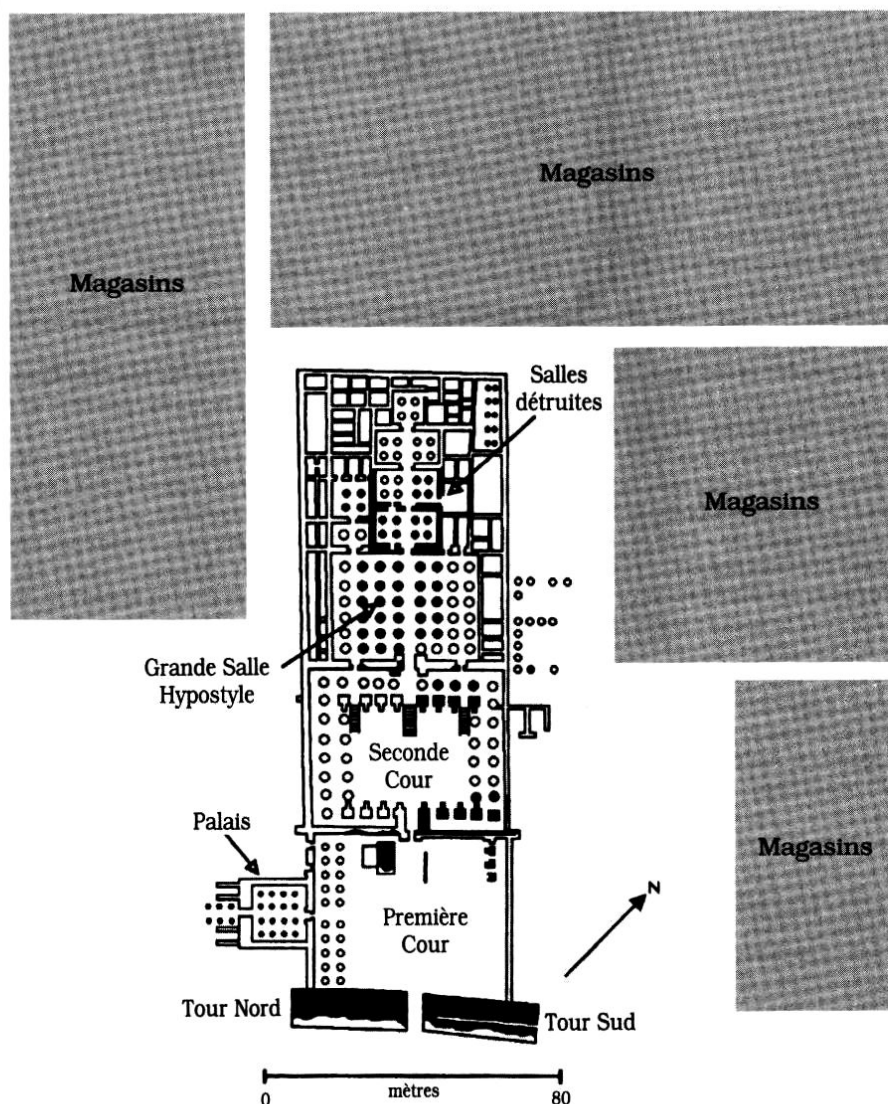 Magasins
Magasins
Salles
détruites
Magasins
Grande Salle
Hypostyle
Seconde
Cour
Palais
Magasins
N
Première
Cour
Tour Nord
Tour Sud
mètres
0
80